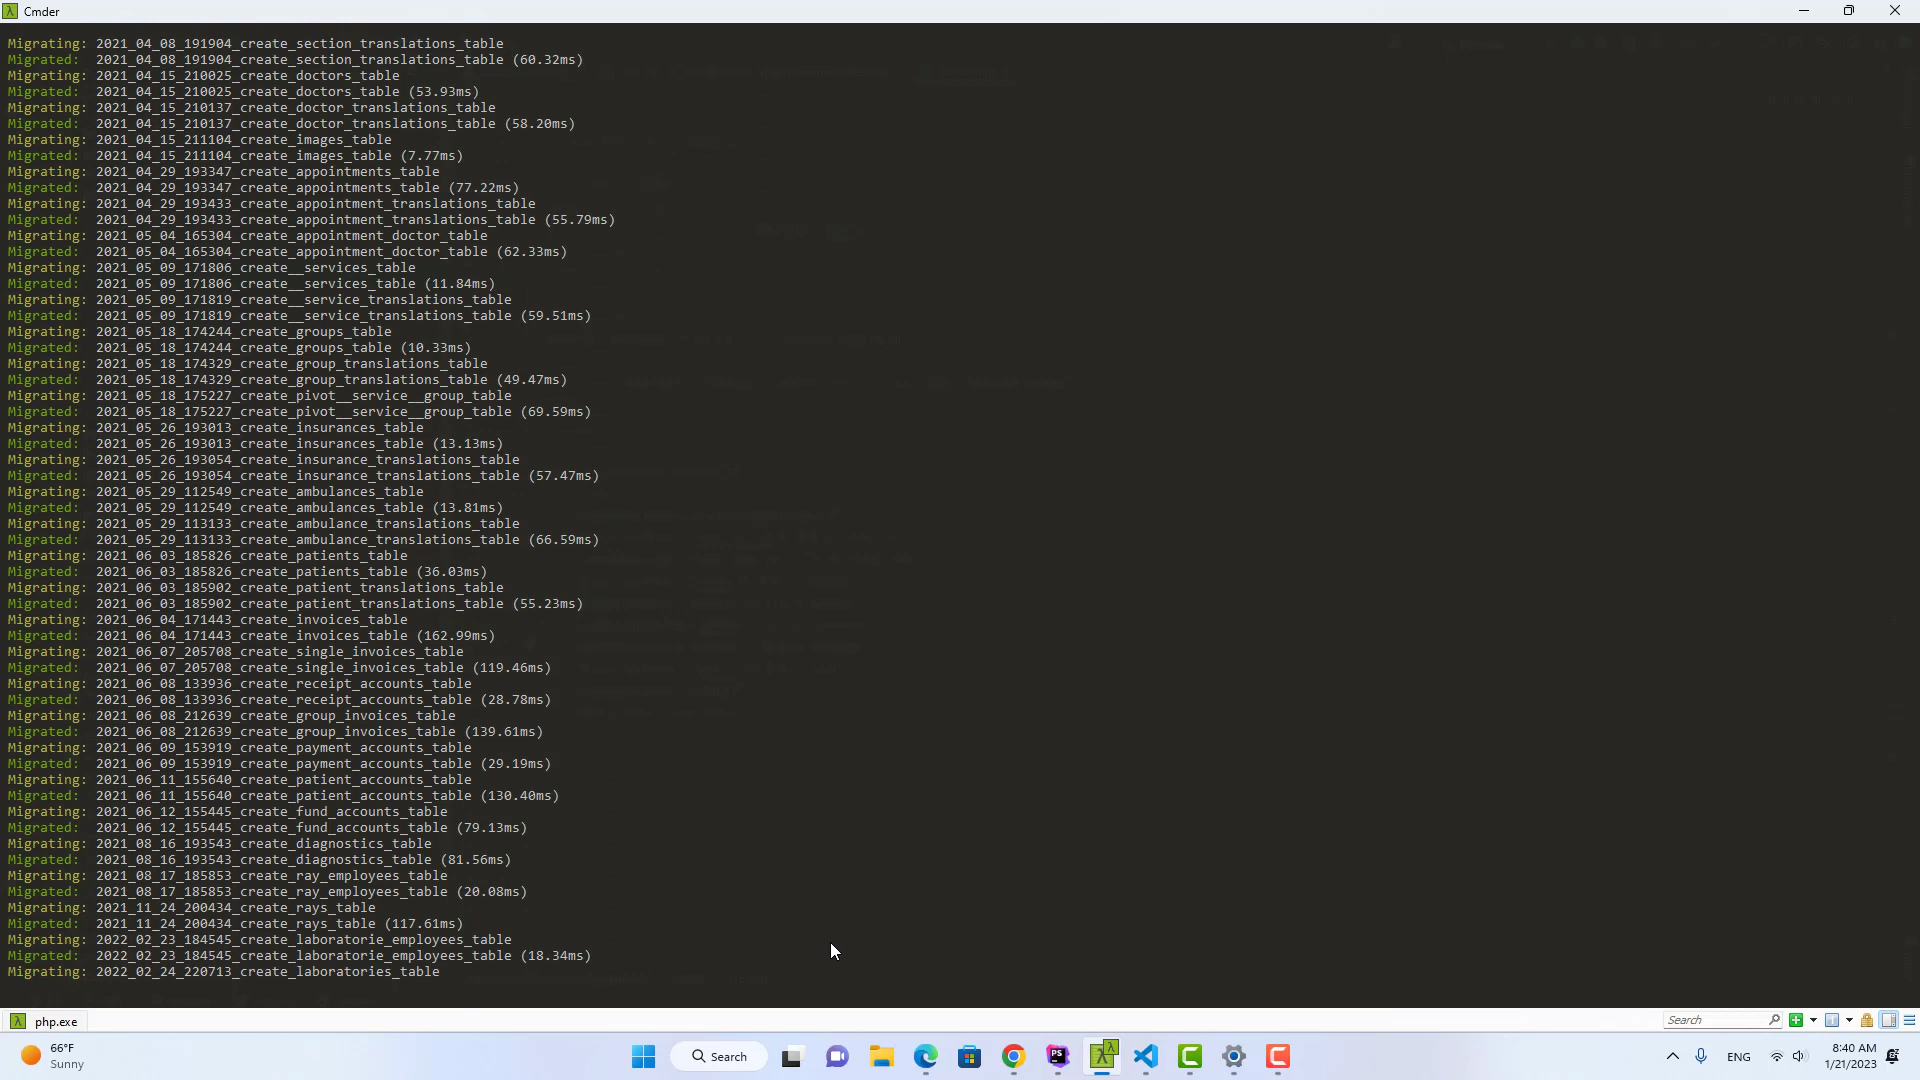 Cmder
Migrating: 2021_04_08_191904_create_section_translations_table
Migrated:  2021_04_08_191904_create_section_translations_table (60.32ms)
Migrating: 2021_04_15_210025_create_doctors_table
Migrated:  2021_04_15_210025_create_doctors_table (53.93ms)
Migrating: 2021_04_15_210137_create_doctor_translations_table
Migrated:  2021_04_15_210137_create_doctor_translations_table (58.20ms)
Migrating: 2021_04_15_211104_create_images_table
Migrated:  2021_04_15_211104_create_images_table (7.77ms)
Migrating: 2021_04_29_193347_create_appointments_table
Migrated:  2021_04_29_193347_create_appointments_table (77.22ms)
Migrating: 2021_04_29_193433_create_appointment_translations_table
Migrated:  2021_04_29_193433_create_appointment_translations_table (55.79ms)
Migrating: 2021_05_04_165304_create_appointment_doctor_table
Migrated:  2021_05_04_165304_create_appointment_doctor_table (62.33ms)
Migrating: 2021_05_09_171806_create__services_table
Migrated:  2021_05_09_171806_create__services_table (11.84ms)
Migrating: 2021_05_09_171819_create__service_translations_table
Migrated:  2021_05_09_171819_create__service_translations_table (59.51ms)
Migrating: 2021_05_18_174244_create_groups_table
Migrated:  2021_05_18_174244_create_groups_table (10.33ms)
Migrating: 2021_05_18_174329_create_group_translations_table
Migrated:  2021_05_18_174329_create_group_translations_table (49.47ms)
Migrating: 2021_05_18_175227_create_pivot__service__group_table
Migrated:  2021_05_18_175227_create_pivot__service__group_table (69.59ms)
Migrating: 2021_05_26_193013_create_insurances_table
Migrated:  2021_05_26_193013_create_insurances_table (13.13ms)
Migrating: 2021_05_26_193054_create_insurance_translations_table
Migrated:  2021_05_26_193054_create_insurance_translations_table (57.47ms)
Migrating: 2021_05_29_112549_create_ambulances_table
Migrated:  2021_05_29_112549_create_ambulances_table (13.81ms)
Migrating: 2021_05_29_113133_create_ambulance_translations_table
Migrated:  2021_05_29_113133_create_ambulance_translations_table (66.59ms)
Migrating: 2021_06_03_185826_create_patients_table
Migrated:  2021_06_03_185826_create_patients_table (36.03ms)
Migrating: 2021_06_03_185902_create_patient_translations_table
Migrated:  2021_06_03_185902_create_patient_translations_table (55.23ms)
Migrating: 2021_06_04_171443_create_invoices_table
Migrated:  2021_06_04_171443_create_invoices_table (162.99ms)
Migrating: 2021_06_07_205708_create_single_invoices_table
Migrated:  2021_06_07_205708_create_single_invoices_table (119.46ms)
Migrating: 2021_06_08_133936_create_receipt_accounts_table
Migrated:  2021_06_08_133936_create_receipt_accounts_table (28.78ms)
Migrating: 2021_06_08_212639_create_group_invoices_table
Migrated:  2021_06_08_212639_create_group_invoices_table (139.61ms)
Migrating: 2021_06_09_153919_create_payment_accounts_table
Migrated:  2021_06_09_153919_create_payment_accounts_table (29.19ms)
Migrating: 2021_06_11_155640_create_patient_accounts_table
Migrated:  2021_06_11_155640_create_patient_accounts_table (130.40ms)
Migrating: 2021_06_12_155445_create_fund_accounts_table
Migrated:  2021_06_12_155445_create_fund_accounts_table (79.13ms)
Migrating: 2021_08_16_193543_create_diagnostics_table
Migrated:  2021_08_16_193543_create_diagnostics_table (81.56ms)
Migrating: 2021_08_17_185853_create_ray_employees_table
Migrated:  2021_08_17_185853_create_ray_employees_table (20.08ms)
Migrating: 2021_11_24_200434_create_rays_table
Migrated:  2021_11_24_200434_create_rays_table (117.61ms)
Migrating: 2022_02_23_184545_create_laboratorie_employees_table
Migrated:  2022_02_23_184545_create_laboratorie_employees_table (18.34ms)
Migrating: 2022_02_24_220713_create_laboratories_table
php.exe
Search
66°F
Sunny
Search
PS
ENG
8:40 AM
1/21/2023